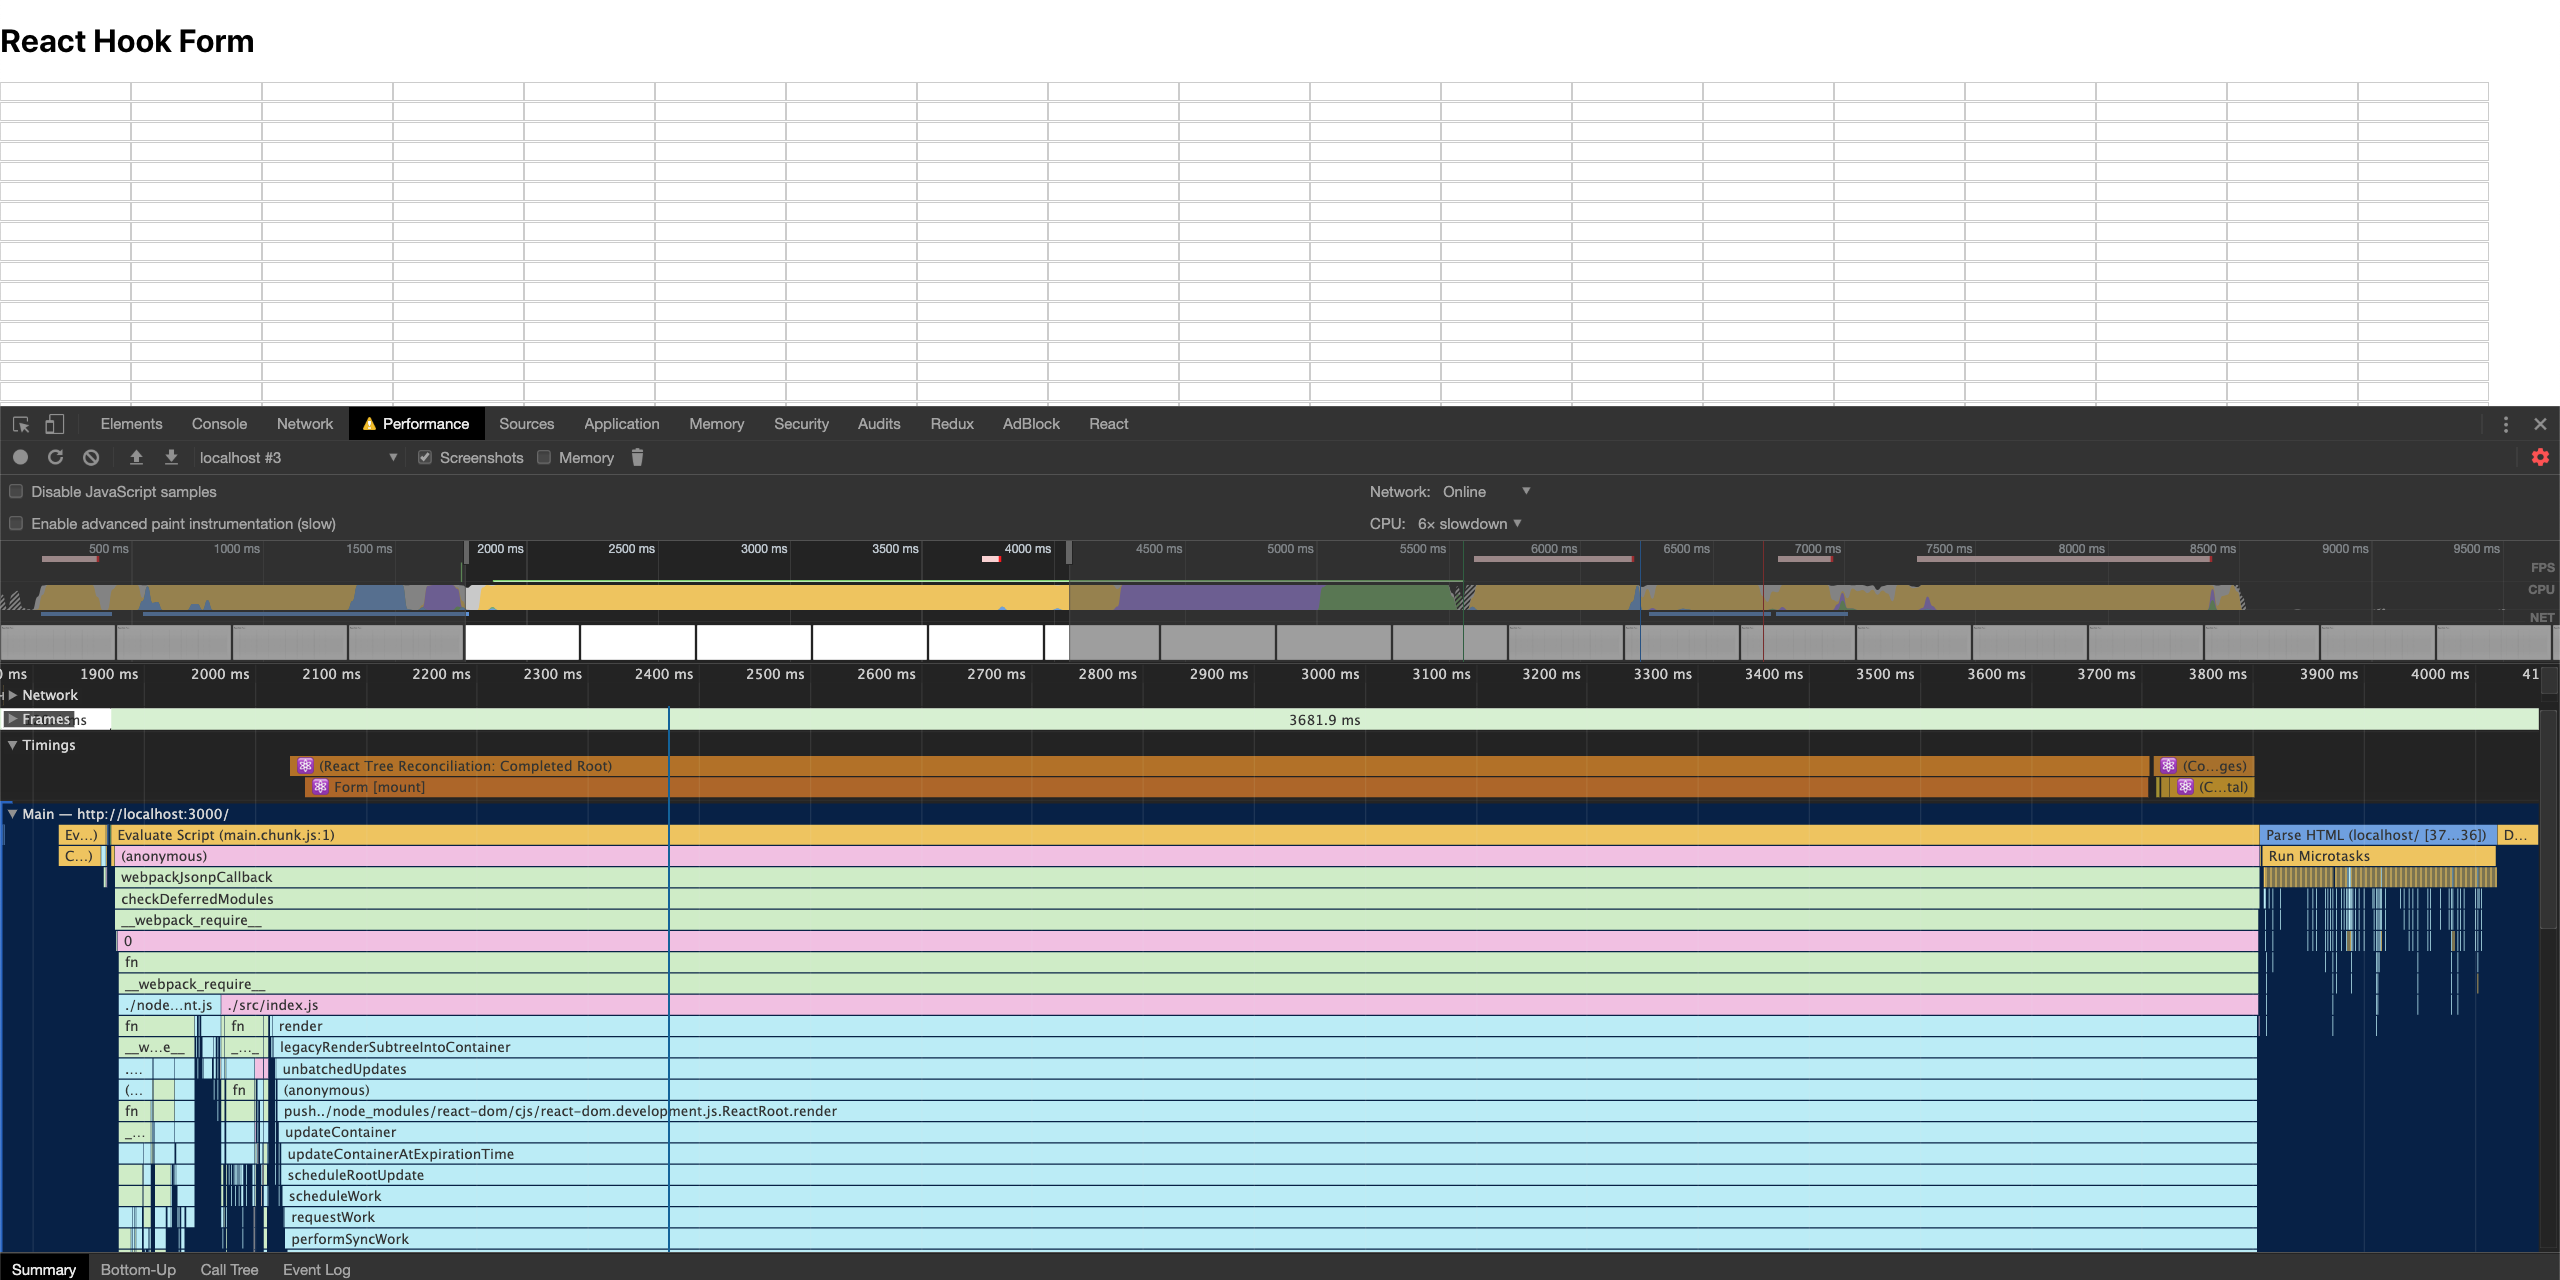 React Hook Form
Elements Console Network Performance Sources Application Memory Security Audits Redux AdBlock React
localhost #3 Screenshots Memory
Disable JavaScript samples Network: Online
Enable advanced paint instrumentation (slow) CPU: 6× slowdown
500 ms 1000 ms 1500 ms 2000 ms 2500 ms 3000 ms 3500 ms 4000 ms 4500 ms 5000 ms 5500 ms 6000 ms 6500 ms 7000 ms 7500 ms 8000 ms 8500 ms 9000 ms 9500 ms
FPS
CPU
NET
ms 1900 ms 2000 ms 2100 ms 2200 ms 2300 ms 2400 ms 2500 ms 2600 ms 2700 ms 2800 ms 2900 ms 3000 ms 3100 ms 3200 ms 3300 ms 3400 ms 3500 ms 3600 ms 3700 ms 3800 ms 3900 ms 4000 ms 41
Network
Frames ms 3681.9 ms
Timings
(React Tree Reconciliation: Completed Root) (Co...ges)
Form [mount] (C...tal)
Main — http://localhost:3000/
Ev...) Evaluate Script (main.chunk.js:1) Parse HTML (localhost/ [37...36]) D...
C...) (anonymous) Run Microtasks
webpackJsonpCallback
checkDeferredModules
__webpack_require__
0
fn
__webpack_require__
./node...nt.js ./src/index.js
fn fn render
__w...e__ _..._ legacyRenderSubtreeIntoContainer
.... unbatchedUpdates
(... fn (anonymous)
fn push../node_modules/react-dom/cjs/react-dom.development.js.ReactRoot.render
_... updateContainer
updateContainerAtExpirationTime
scheduleRootUpdate
scheduleWork
requestWork
performSyncWork
Summary Bottom-Up Call Tree Event Log